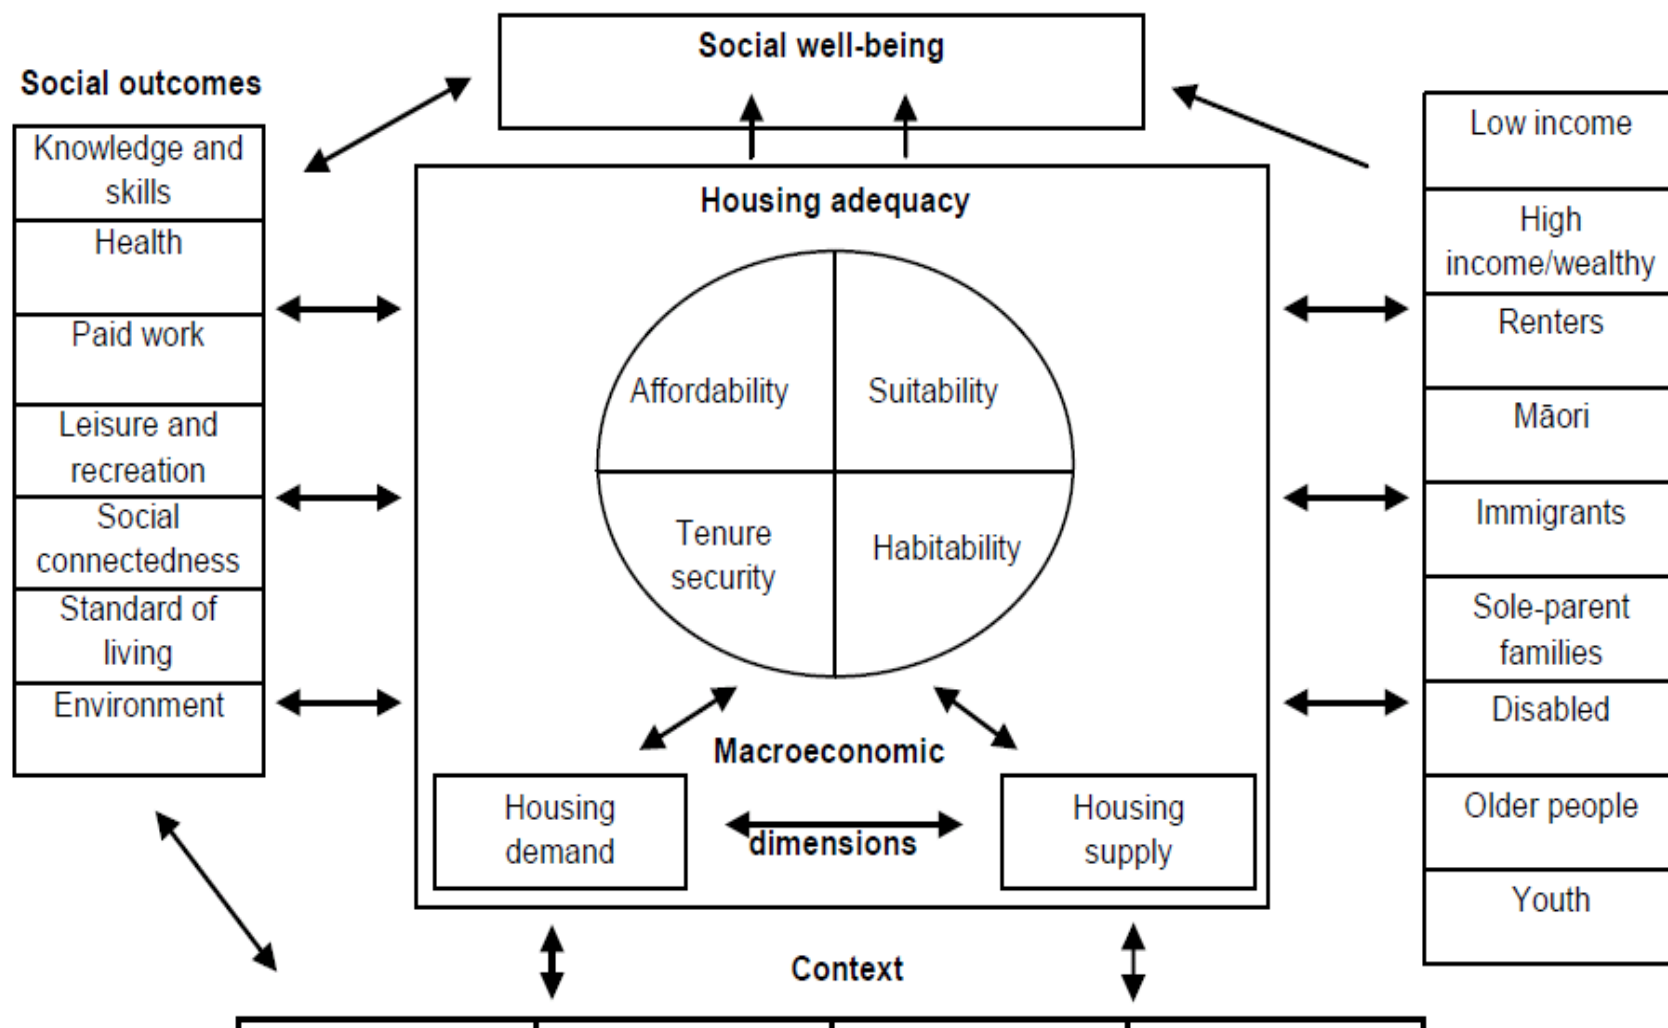 Social well-being
Social outcomes
Knowledge and
skills
Health
Paid work
Leisure and
recreation
Social
connectedness
Standard of
living
Environment
Housing adequacy
Affordability
Suitability
Tenure
security
Habitability
Macroeconomic
dimensions
Housing
demand
Housing
supply
Context
Low income
High
income/wealthy
Renters
Māori
Immigrants
Sole-parent
families
Disabled
Older people
Youth